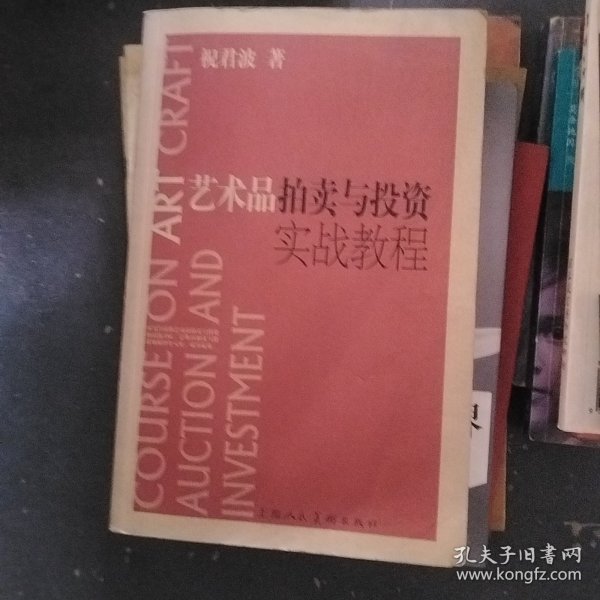 祝君波 著
艺术品拍卖与投资
实战教程
COURSE ON ART CRAFT
AUCTION AND
INVESTMENT
上海人民美术出版社
孔夫子旧书网
www.kongfz.com